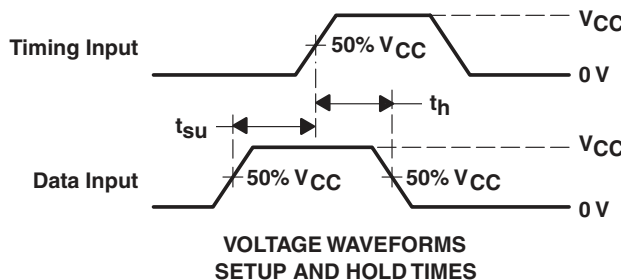 VCC
Timing Input
50% VCC
0 V
th
tsu
VCC
Data Input
50% VCC
50% VCC
0 V
VOLTAGE WAVEFORMS
SETUP AND HOLD TIMES